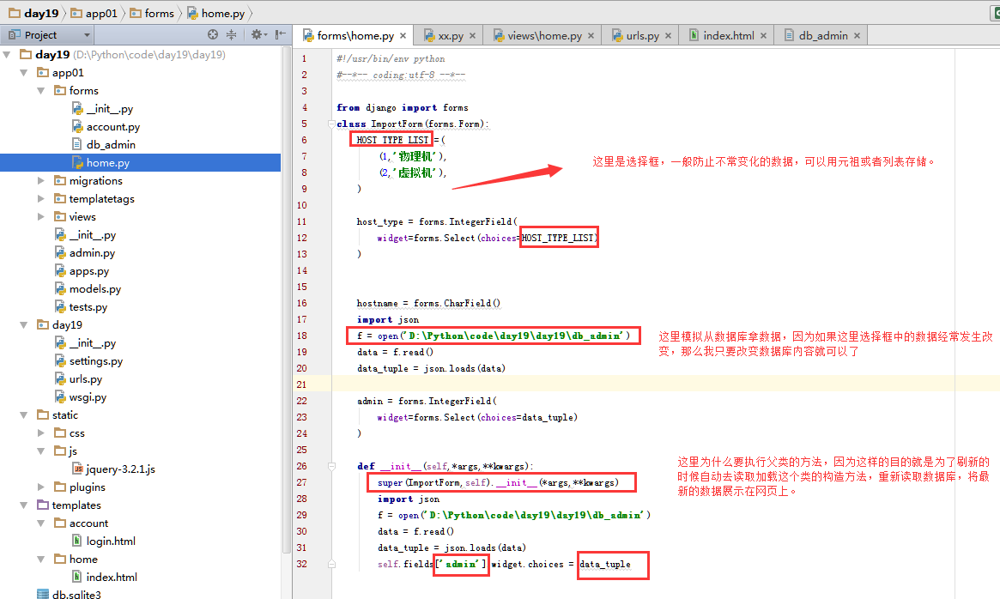 day19 app01 forms home.py
Project
forms\home.py × xx.py × views\home.py × urls.py × index.html × db_admin ×
day19 (D:\Python\code\day19\day19)
app01
forms
__init__.py
account.py
db_admin
home.py
migrations
templatetags
views
__init__.py
admin.py
apps.py
models.py
tests.py
day19
__init__.py
settings.py
urls.py
wsgi.py
static
css
js
jquery-3.2.1.js
plugins
templates
account
login.html
home
index.html
db.sqlite3
1 #!/usr/bin/env python
2 #--*-- coding:utf-8 --*--
3
4 from django import forms
5 class ImportForm(forms.Form):
6 HOST_TYPE_LIST=(
7 (1,'物理机'),
8 (2,'虚拟机'),
9 )
10
11 host_type = forms.IntegerField(
12 widget=forms.Select(choices=HOST_TYPE_LIST)
13 )
14
15
16 hostname = forms.CharField()
17 import json
18 f = open('D:\Python\code\day19\day19\db_admin')
19 data = f.read()
20 data_tuple = json.loads(data)
21
22 admin = forms.IntegerField(
23 widget=forms.Select(choices=data_tuple)
24 )
25
26 def __init__(self,*args,**kwargs):
27 super(ImportForm,self).__init__(*args,**kwargs)
28 import json
29 f = open('D:\Python\code\day19\day19\db_admin')
30 data = f.read()
31 data_tuple = json.loads(data)
32 self.fields['admin'].widget.choices = data_tuple
这里是选择框，一般防止不常变化的数据，可以用元祖或者列表存储。
这里模拟从数据库拿数据，因为如果这里选择框中的数据经常发生改
变，那么我只要改变数据库内容就可以了
这里为什么要执行父类的方法，因为这样的目的就是为了刷新的
时候自动去读取加载这个类的构造方法，重新读取数据库，将最
新的数据展示在网页上。